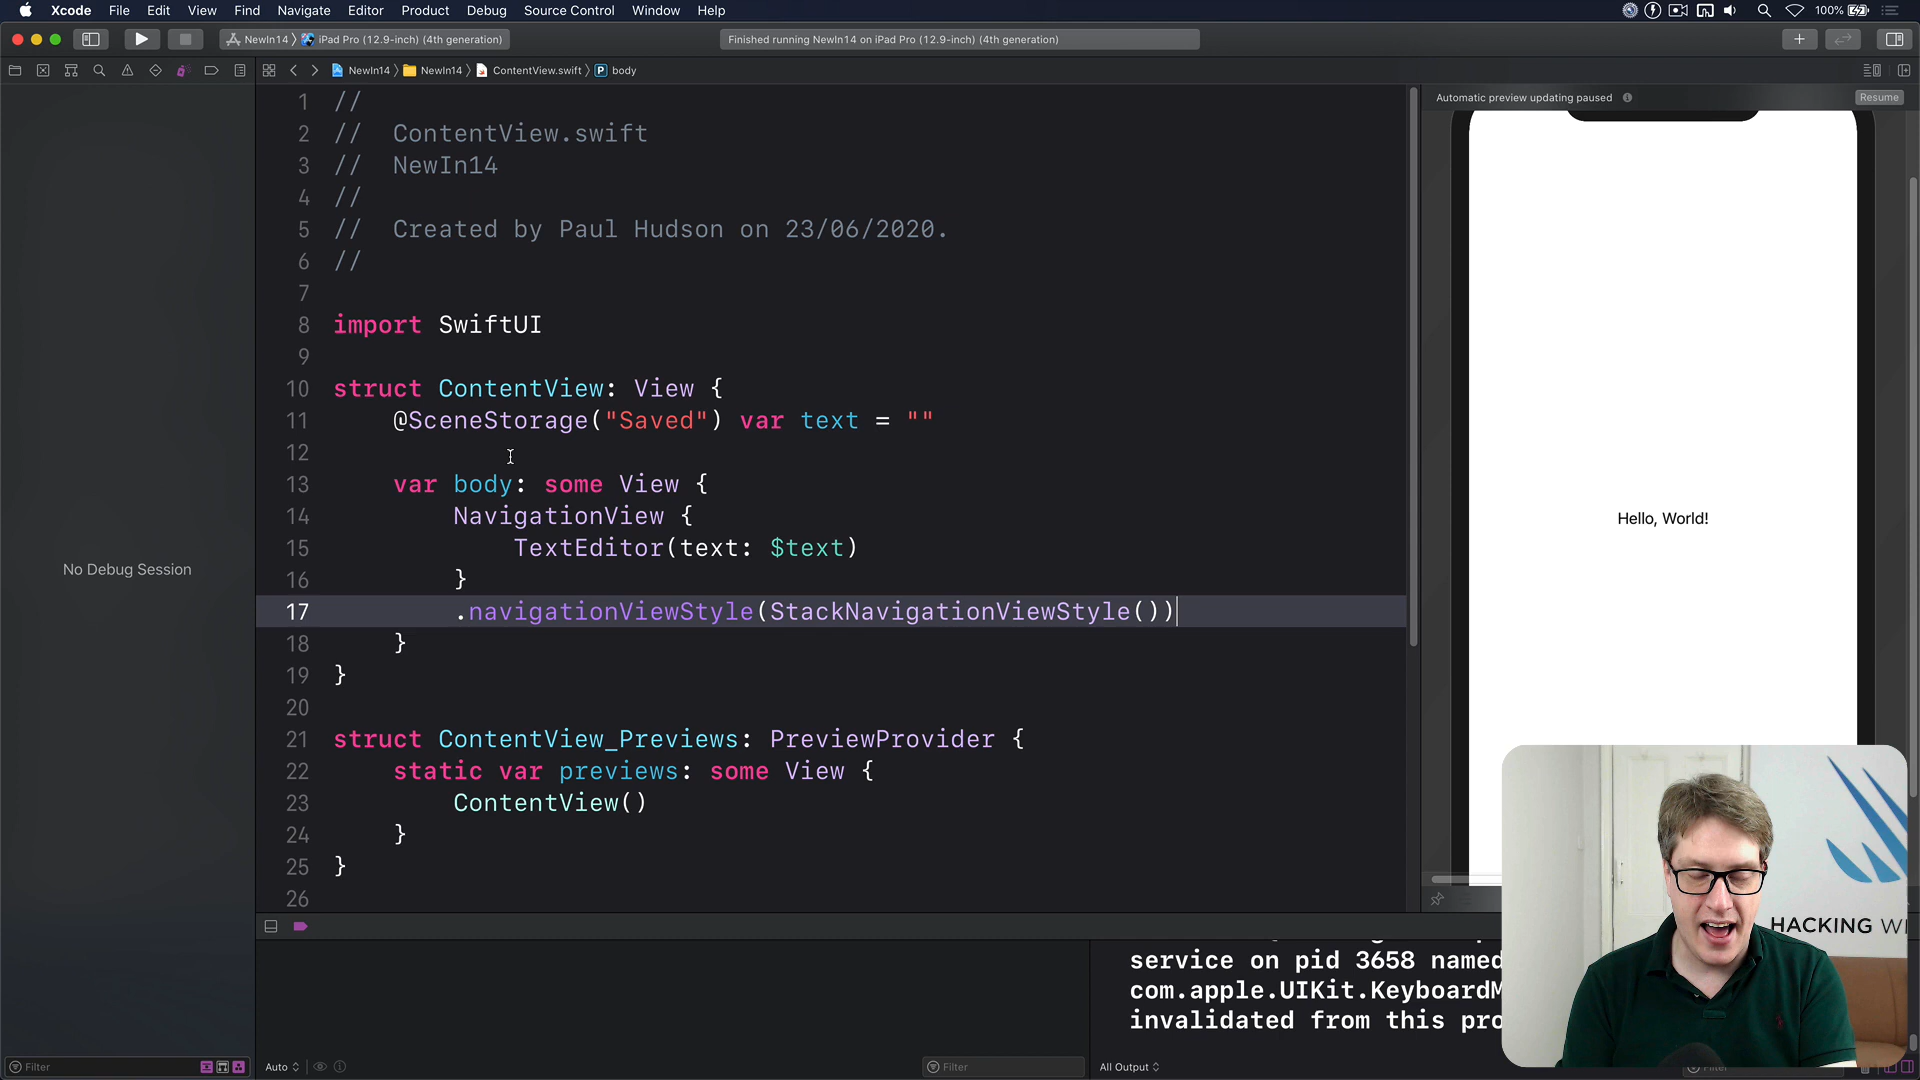 Xcode File Edit View Find Navigate Editor Product Debug Source Control Window Help
100%
NewIn14 iPad Pro (12.9-inch) (4th generation)
Finished running NewIn14 on iPad Pro (12.9-inch) (4th generation)
NewIn14 NewIn14 ContentView.swift P body
Automatic preview updating paused
Resume
1 //
2 // ContentView.swift
3 // NewIn14
4 //
5 // Created by Paul Hudson on 23/06/2020.
6 //
7
8 import SwiftUI
9
10 struct ContentView: View {
11 @SceneStorage("Saved") var text = ""
12
13 var body: some View {
14 NavigationView {
15 TextEditor(text: $text)
16 }
17 .navigationViewStyle(StackNavigationViewStyle())
18 }
19 }
20
21 struct ContentView_Previews: PreviewProvider {
22 static var previews: some View {
23 ContentView()
24 }
25 }
26
No Debug Session
Hello, World!
HACKING WI
service on pid 3658 named
com.apple.UIKit.KeyboardM
invalidated from this pro
Filter
Auto
Filter
All Output
Filter